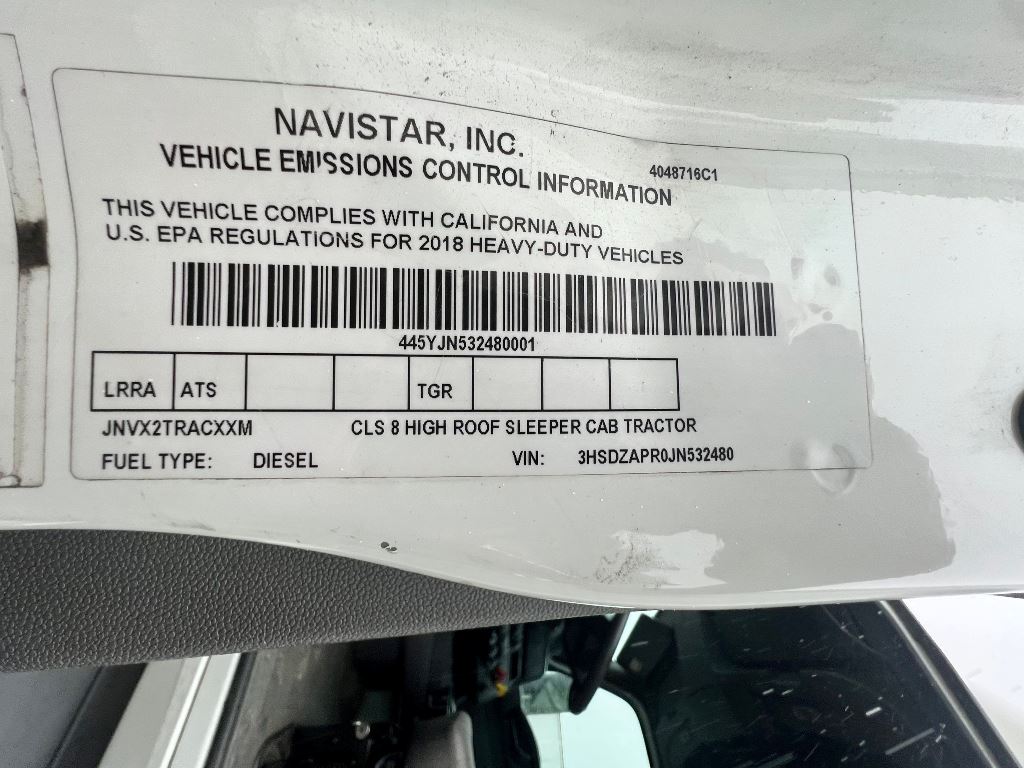 NAVISTAR, INC.
VEHICLE EMISSIONS CONTROL INFORMATION
4048716C1
THIS VEHICLE COMPLIES WITH CALIFORNIA AND
U.S. EPA REGULATIONS FOR 2018 HEAVY-DUTY VEHICLES
445YJN532480001
LRRA ATS TGR
JNVX2TRACXXM CLS 8 HIGH ROOF SLEEPER CAB TRACTOR
FUEL TYPE: DIESEL VIN: 3HSDZAPR0JN532480